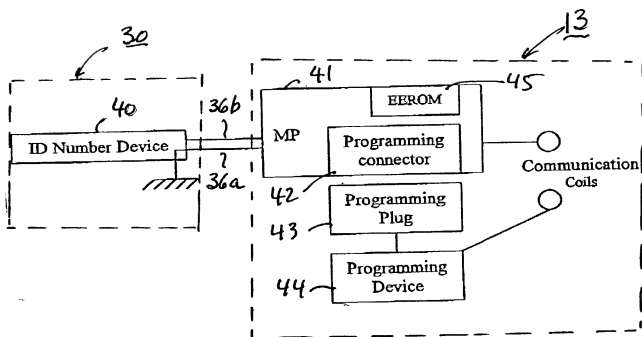 30
13
40
ID Number Device
36b
36a
41
MP
EEROM
45
Programming
connector
42
Communication
Coils
Programming
Plug
43
Programming
Device
44